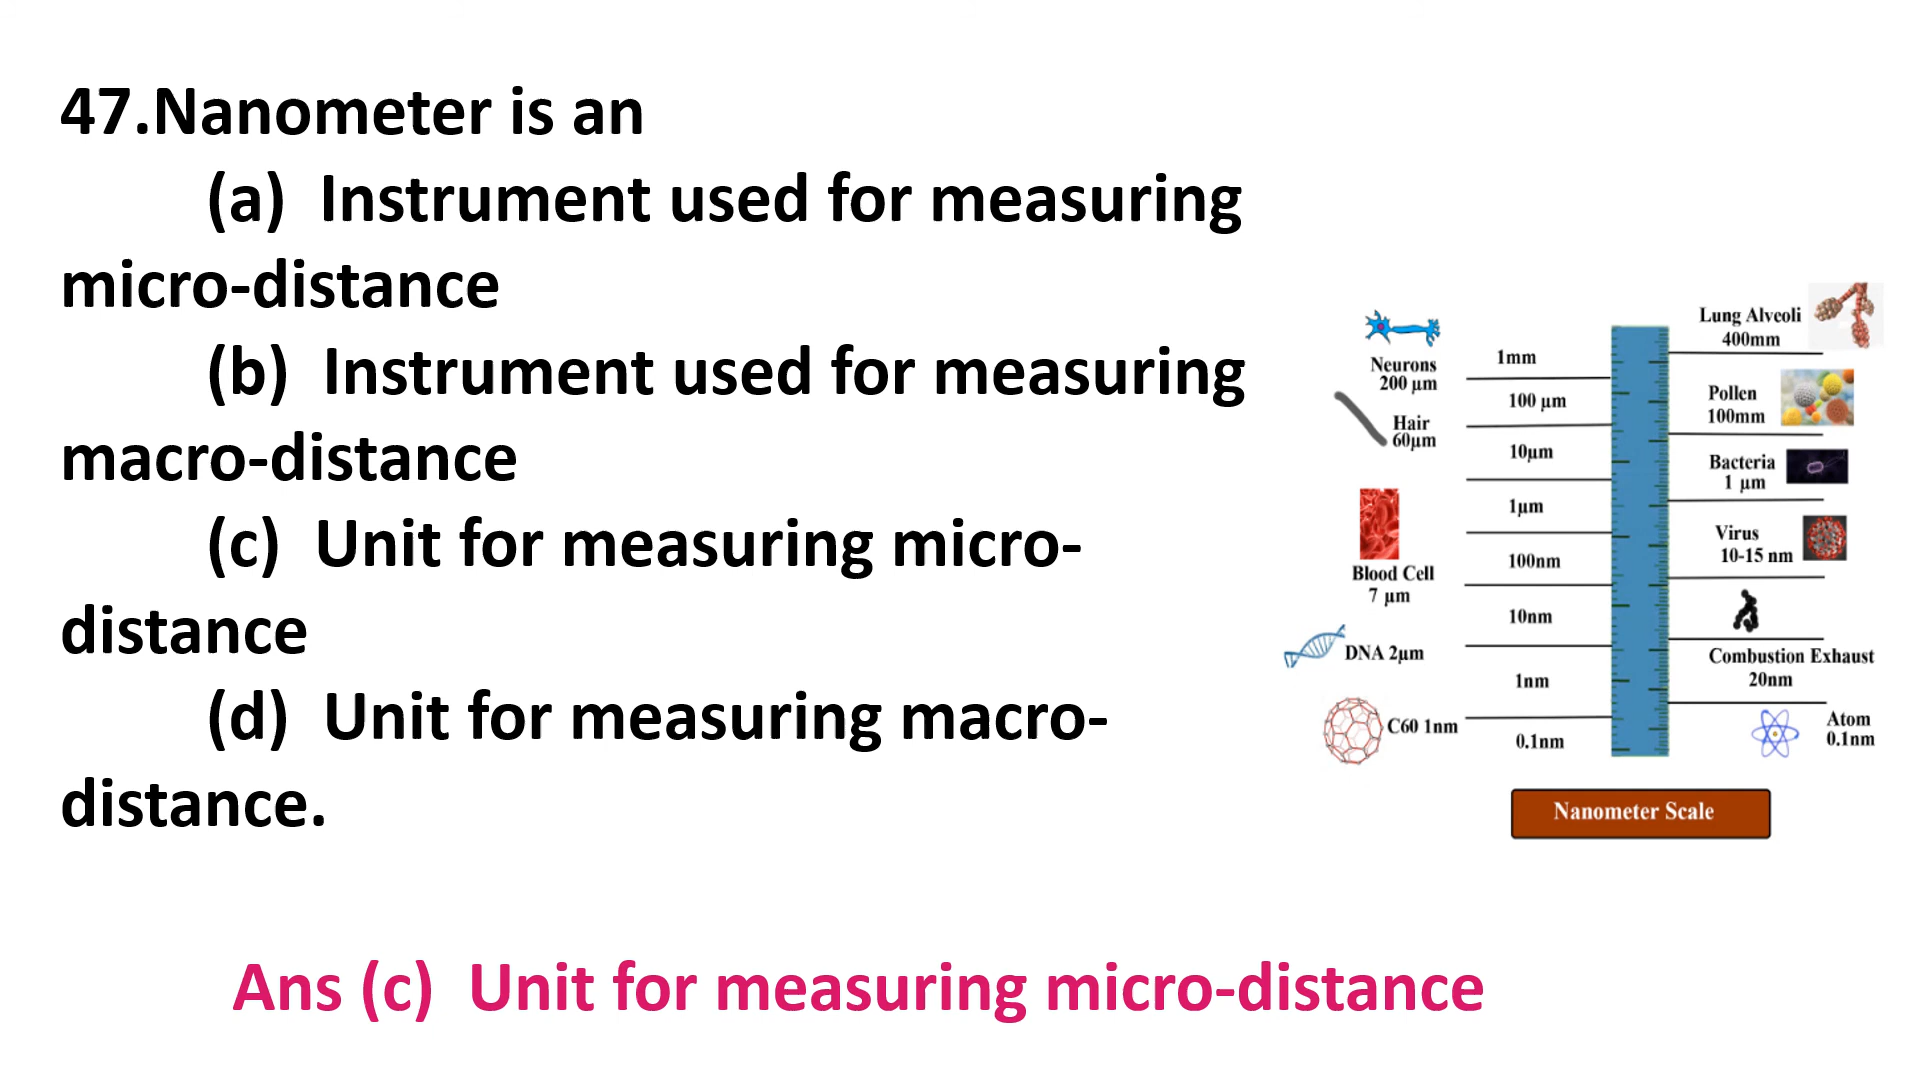 47.Nanometer is an
(a) Instrument used for measuring
micro-distance
(b) Instrument used for measuring
macro-distance
(c) Unit for measuring micro-
distance
(d) Unit for measuring macro-
distance.
Neurons
200 µm
Hair
60µm
Blood Cell
7 µm
DNA 2µm
C60 1nm
1mm
100 µm
10µm
1µm
100nm
10nm
1nm
0.1nm
Lung Alveoli
400mm
Pollen
100mm
Bacteria
1 µm
Virus
10-15 nm
Combustion Exhaust
20nm
Atom
0.1nm
Nanometer Scale
Ans (c) Unit for measuring micro-distance